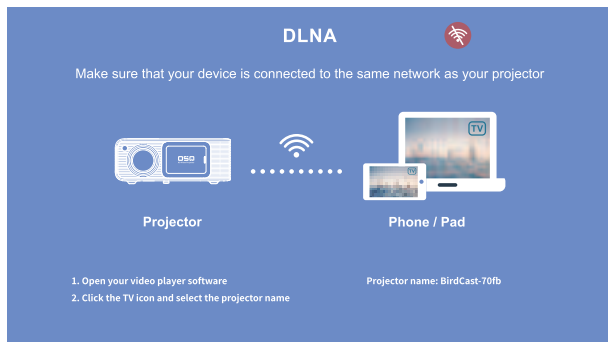 DLNA
Make sure that your device is connected to the same network as your projector
TV
TV
Projector
Phone / Pad
1. Open your video player software
2. Click the TV icon and select the projector name
Projector name: BirdCast-70fb